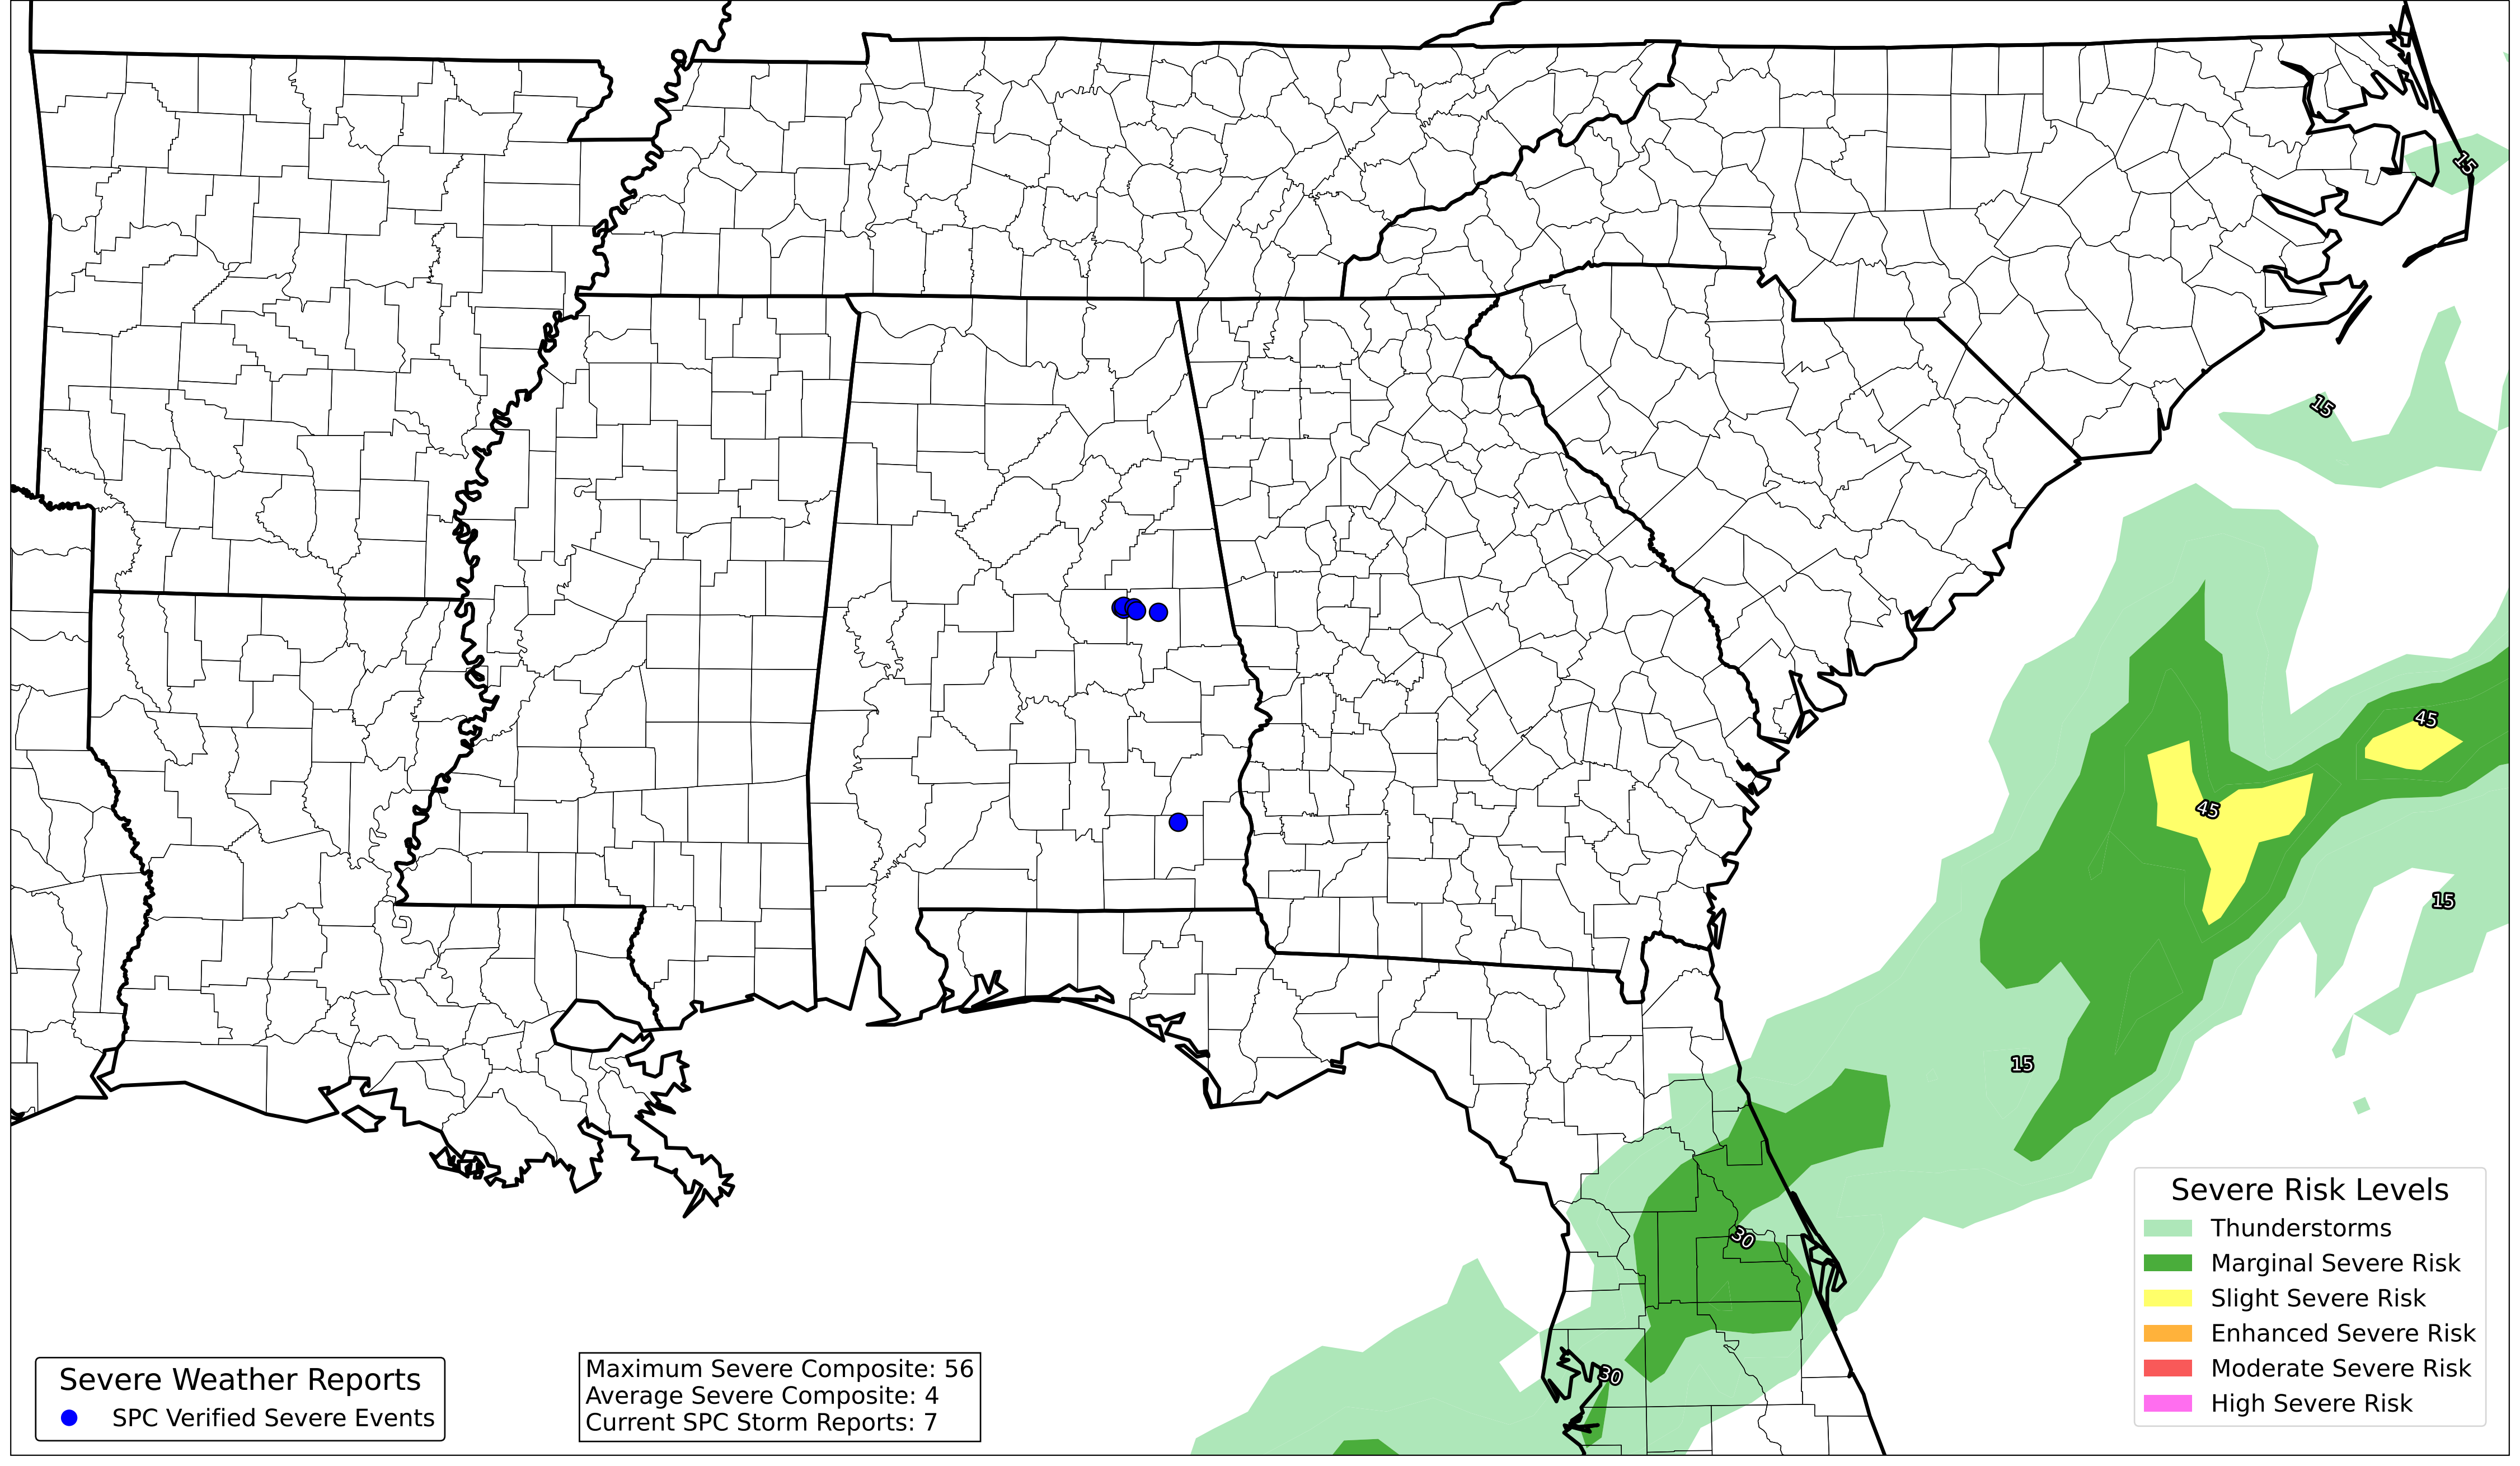 15
15
45
45
15
15
30
30
Severe Risk Levels
Thunderstorms
Marginal Severe Risk
Slight Severe Risk
Enhanced Severe Risk
Moderate Severe Risk
High Severe Risk
Severe Weather Reports
SPC Verified Severe Events
Maximum Severe Composite: 56
Average Severe Composite: 4
Current SPC Storm Reports: 7